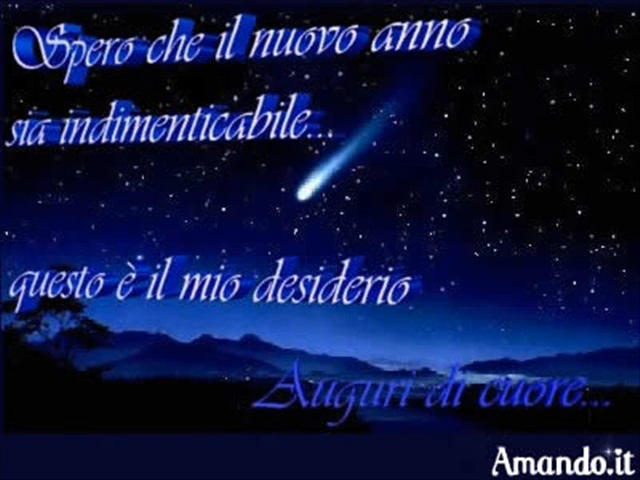 Spero che il nuovo anno
sia indimenticabile...
questo è il mio desiderio
Auguri di cuore...
Amando.it